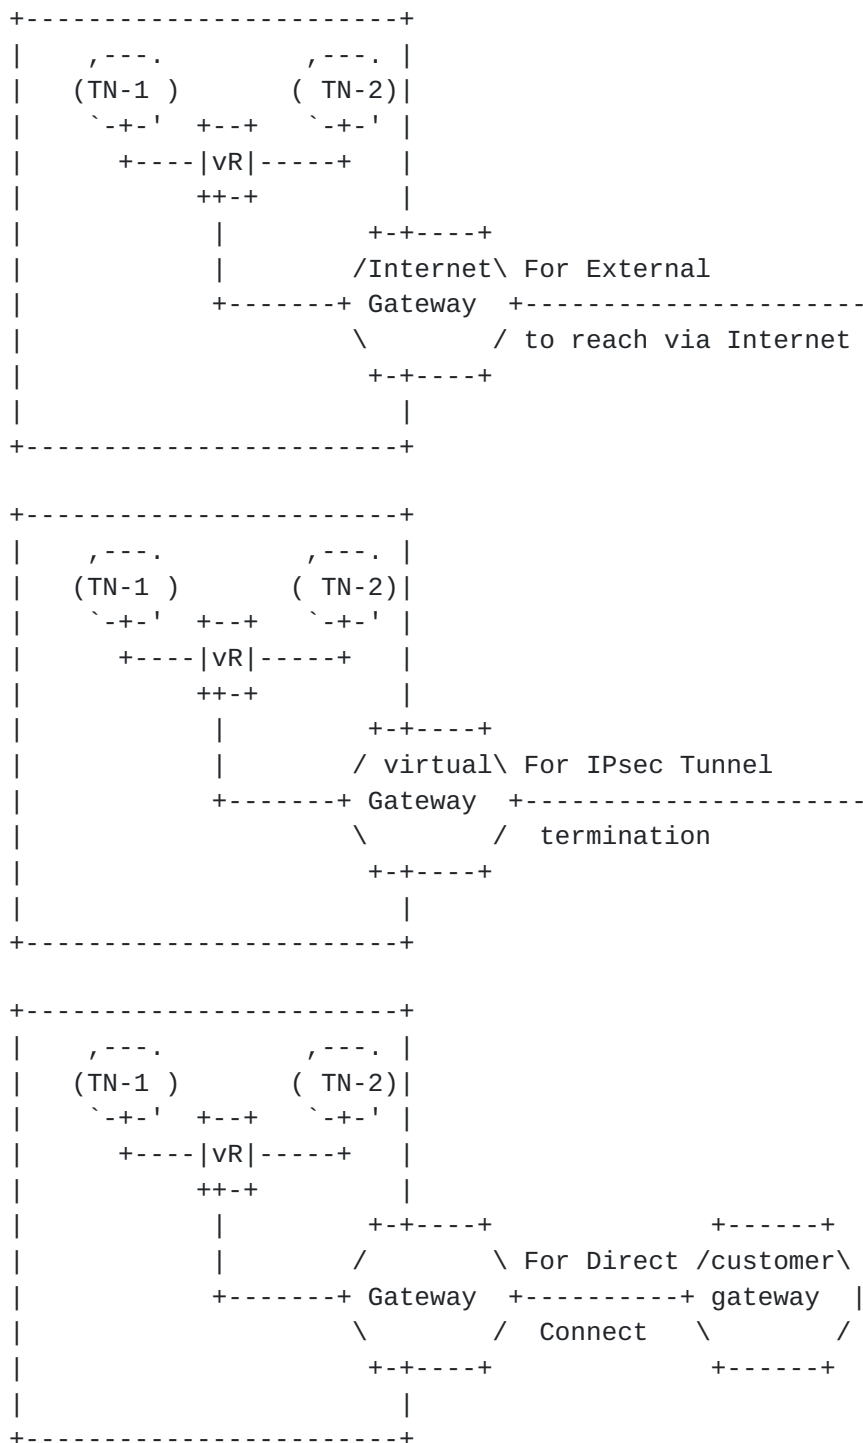 +------------------------+
|    ,---.         ,---. |
|   (TN-1 )       ( TN-2)|
|    `-+-'  +--+   `-+-' |
|      +----|vR|-----+   |
|           ++-+         |
|            |         +-+----+
|            |        /Internet\ For External
|            +-------+ Gateway  +----------------------
|                     \        / to reach via Internet
|                      +-+----+
|                        |
+------------------------+

+------------------------+
|    ,---.         ,---. |
|   (TN-1 )       ( TN-2)|
|    `-+-'  +--+   `-+-' |
|      +----|vR|-----+   |
|           ++-+         |
|            |         +-+----+
|            |        / virtual\ For IPsec Tunnel
|            +-------+ Gateway  +----------------------
|                     \        /  termination
|                      +-+----+
|                        |
+------------------------+

+------------------------+
|    ,---.         ,---. |
|   (TN-1 )       ( TN-2)|
|    `-+-'  +--+   `-+-' |
|      +----|vR|-----+   |
|           ++-+         |
|            |         +-+----+              +------+
|            |        /        \ For Direct /customer\
|            +-------+ Gateway  +----------+ gateway  |
|                     \        /  Connect   \        /
|                      +-+----+              +------+
|                        |
+------------------------+